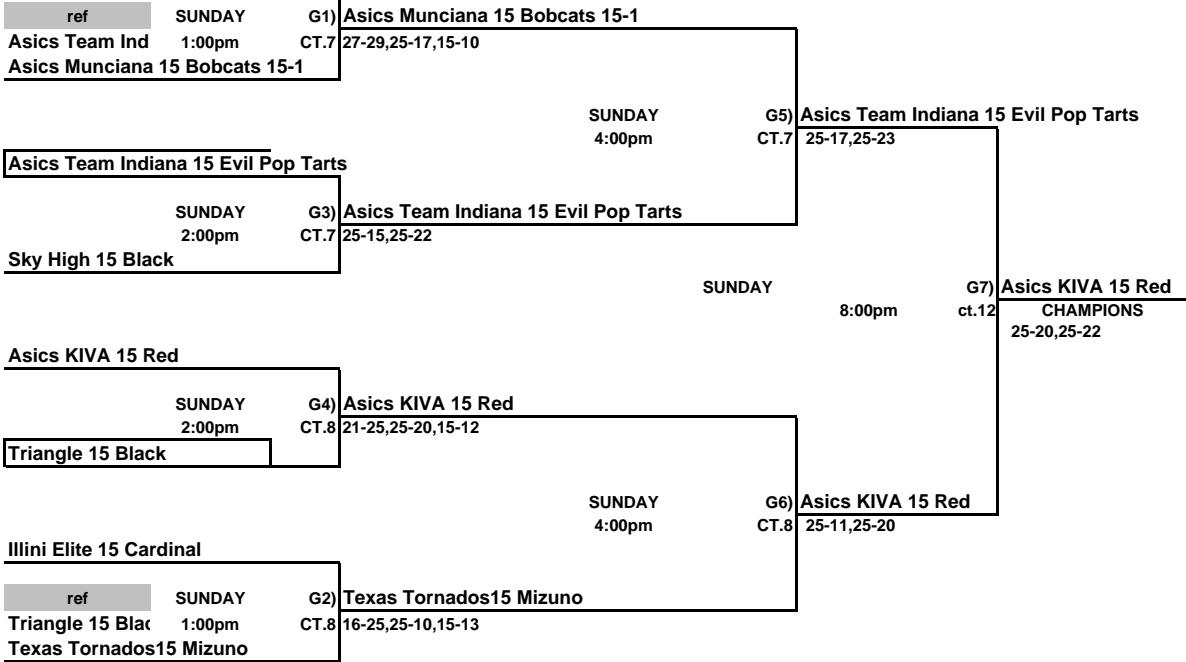 ref SUNDAY G1) Asics Munciana 15 Bobcats 15-1
Asics Team Ind 1:00pm CT.7 27-29,25-17,15-10
Asics Munciana 15 Bobcats 15-1
SUNDAY G5) Asics Team Indiana 15 Evil Pop Tarts
4:00pm CT.7 25-17,25-23
Asics Team Indiana 15 Evil Pop Tarts
SUNDAY G3) Asics Team Indiana 15 Evil Pop Tarts
2:00pm CT.7 25-15,25-22
Sky High 15 Black
SUNDAY G7) Asics KIVA 15 Red
8:00pm ct.12 CHAMPIONS
25-20,25-22
Asics KIVA 15 Red
SUNDAY G4) Asics KIVA 15 Red
2:00pm CT.8 21-25,25-20,15-12
Triangle 15 Black
SUNDAY G6) Asics KIVA 15 Red
4:00pm CT.8 25-11,25-20
Illini Elite 15 Cardinal
ref SUNDAY G2) Texas Tornados15 Mizuno
Triangle 15 Blac 1:00pm CT.8 16-25,25-10,15-13
Texas Tornados15 Mizuno